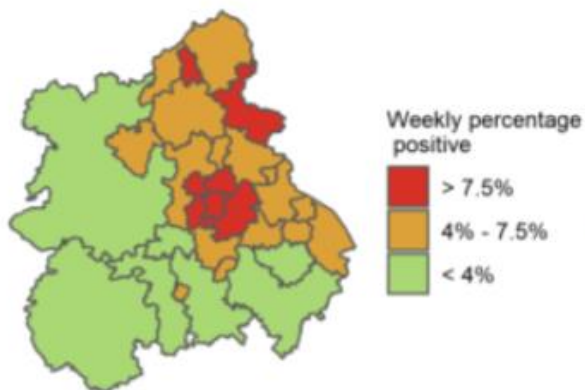 Weekly percentage
positive
> 7.5%
4% - 7.5%
< 4%